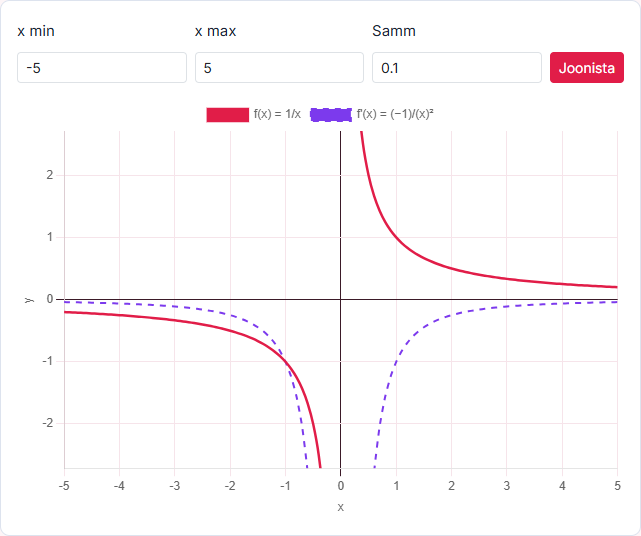 x min x max Samm
-5 5 0.1 Joonista
f(x) = 1/x f'(x) = (−1)/(x)²
2
1
0
-1
-2
y
-5 -4 -3 -2 -1 0 1 2 3 4 5
x